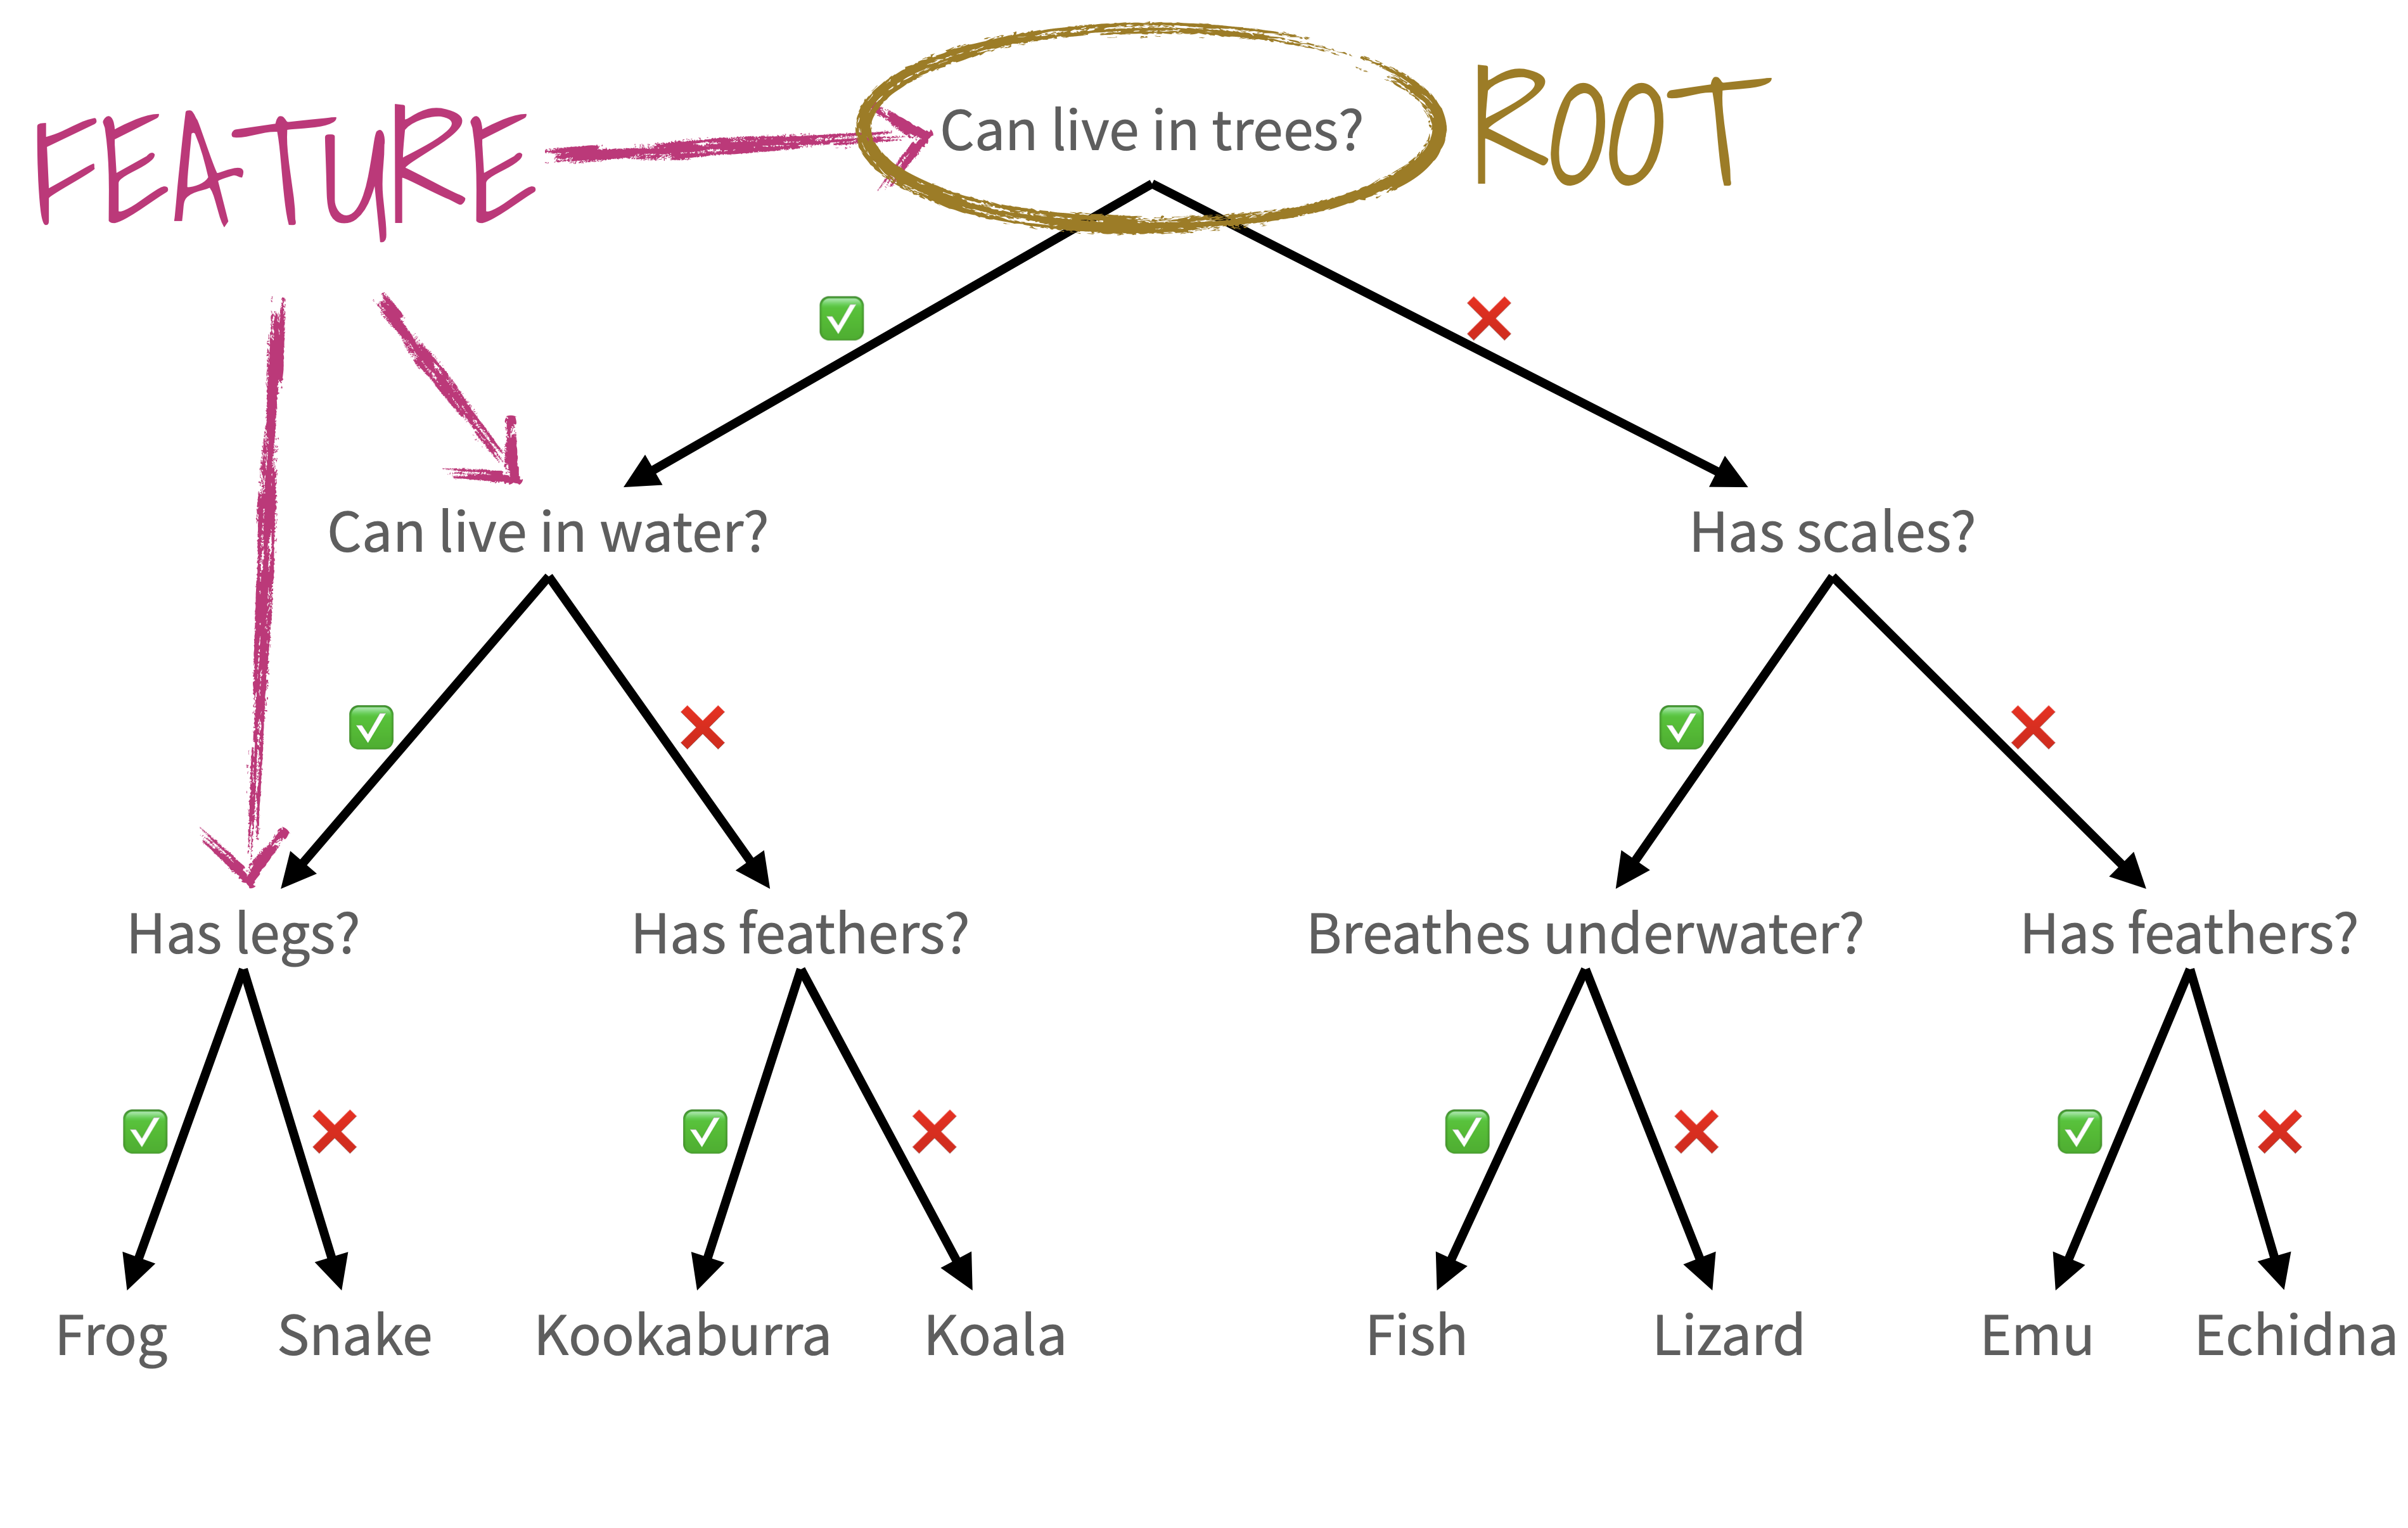 FEATURE
Can live in trees?
ROOT
Can live in water?
Has scales?
Has legs?
Has feathers?
Breathes underwater?
Has feathers?
Frog
Snake
Kookaburra
Koala
Fish
Lizard
Emu
Echidna